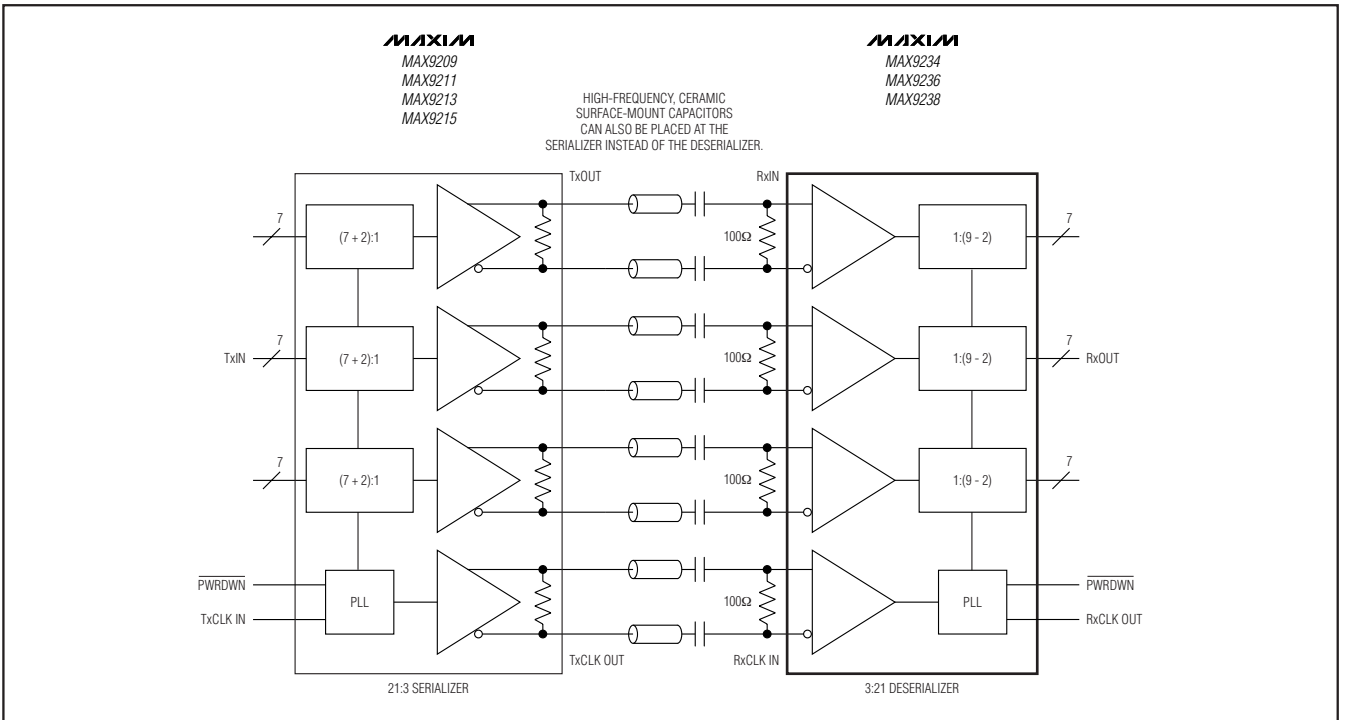 MAXIM
MAX9209
MAX9211
MAX9213
MAX9215
MAXIM
MAX9234
MAX9236
MAX9238
HIGH-FREQUENCY, CERAMIC
SURFACE-MOUNT CAPACITORS
CAN ALSO BE PLACED AT THE
SERIALIZER INSTEAD OF THE DESERIALIZER.
TxOUT
RxIN
7
(7 + 2):1
100Ω
1:(9 - 2)
7
TxIN
7
(7 + 2):1
100Ω
1:(9 - 2)
7
RxOUT
7
(7 + 2):1
100Ω
1:(9 - 2)
7
PWRDWN
TxCLK IN
PLL
100Ω
PLL
PWRDWN
RxCLK OUT
TxCLK OUT
RxCLK IN
21:3 SERIALIZER
3:21 DESERIALIZER